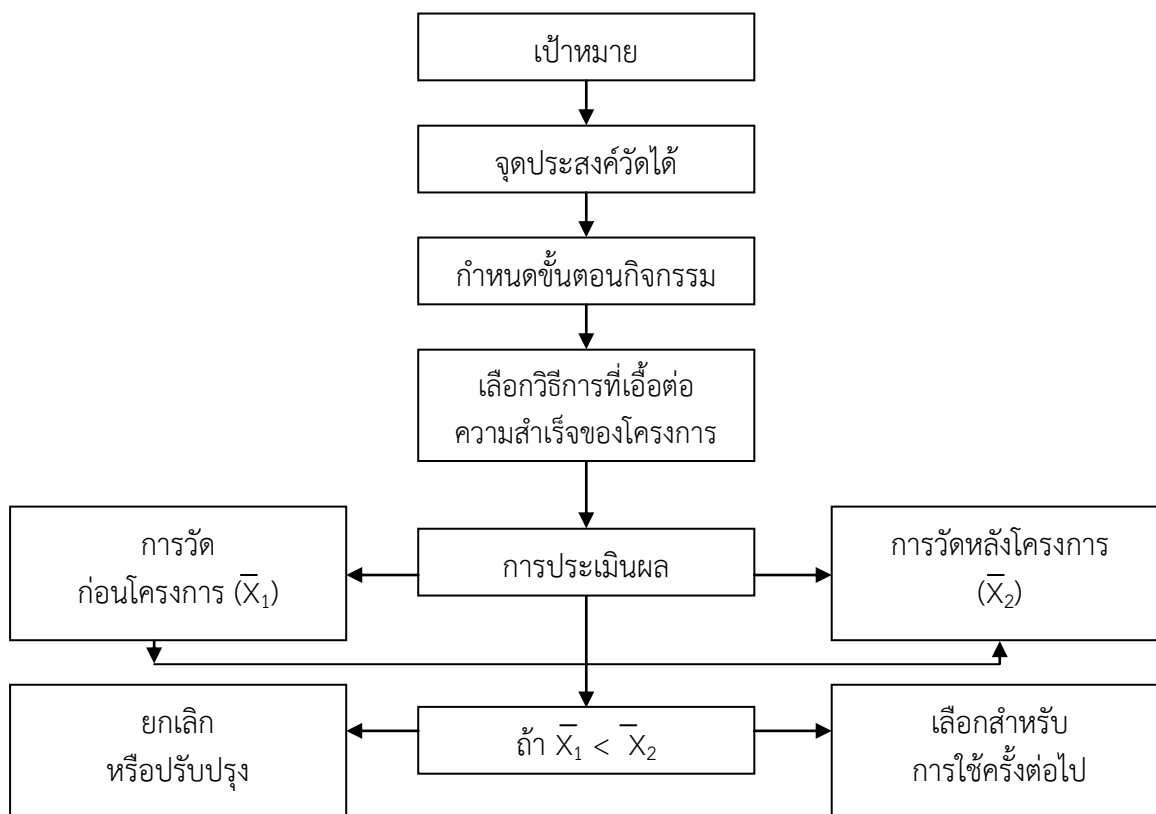 เป้าหมาย
จุดประสงค์วัดได้
กำหนดขั้นตอนกิจกรรม
เลือกวิธีการที่เอื้อต่อ
ความสำเร็จของโครงการ
การวัด
ก่อนโครงการ (X̅₁)
การประเมินผล
การวัดหลังโครงการ
(X̅₂)
ยกเลิก
หรือปรับปรุง
ถ้า X̅₁ < X̅₂
เลือกสำหรับ
การใช้ครั้งต่อไป